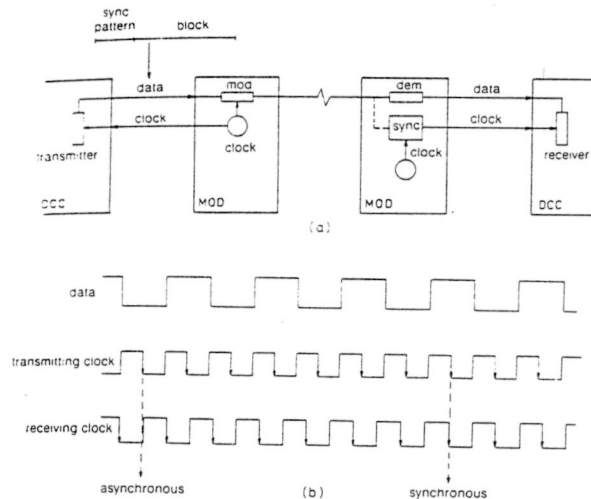 sync
pattern block
data mod dem data
clock sync clock
clock clock
transmitter receiver
DCC MOD MOD DCC
(a)
data
transmitting clock
receiving clock
asynchronous (b) synchronous